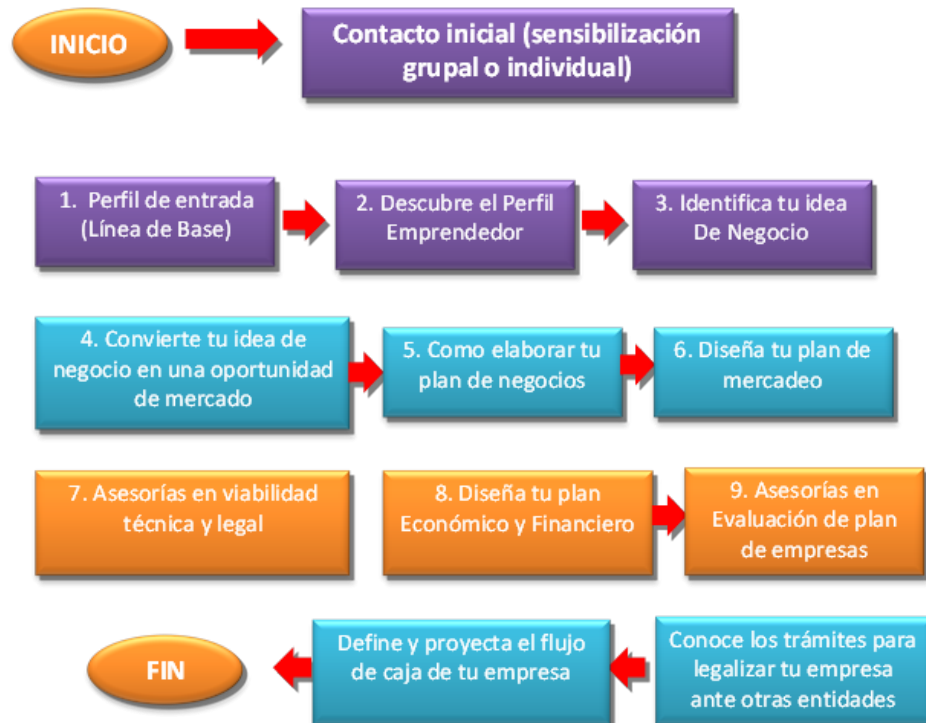 INICIO
Contacto inicial (sensibilización
grupal o individual)
1. Perfil de entrada
(Línea de Base)
2. Descubre el Perfil
Emprendedor
3. Identifica tu idea
De Negocio
4. Convierte tu idea de
negocio en una oportunidad
de mercado
5. Como elaborar tu
plan de negocios
6. Diseña tu plan de
mercadeo
7. Asesorías en viabilidad
técnica y legal
8. Diseña tu plan
Económico y Financiero
9. Asesorías en
Evaluación de plan
de empresas
FIN
Define y proyecta el flujo
de caja de tu empresa
Conoce los trámites para
legalizar tu empresa
ante otras entidades